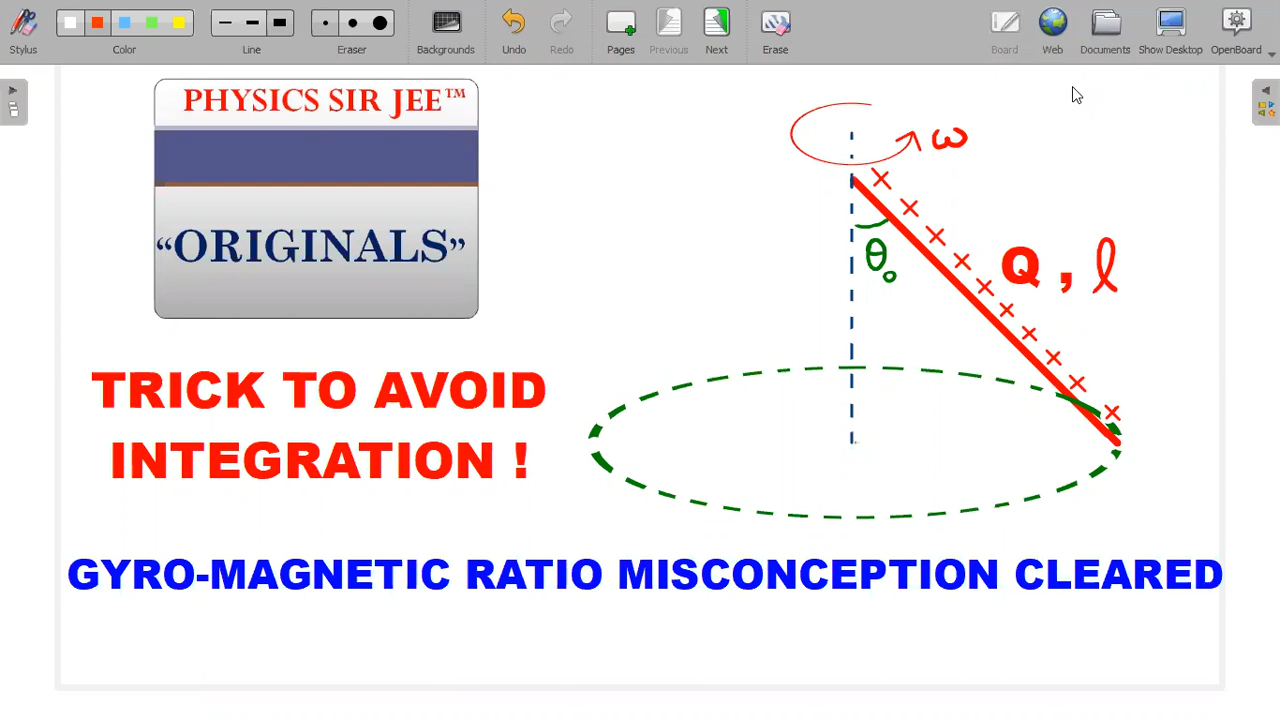 Stylus Color Line Eraser Backgrounds Undo Redo Pages Previous Next Erase Board Web Documents Show Desktop OpenBoard
PHYSICS SIR JEE™
“ORIGINALS”
ω
θ₀
Q , ℓ
TRICK TO AVOID
INTEGRATION !
GYRO-MAGNETIC RATIO MISCONCEPTION CLEARED